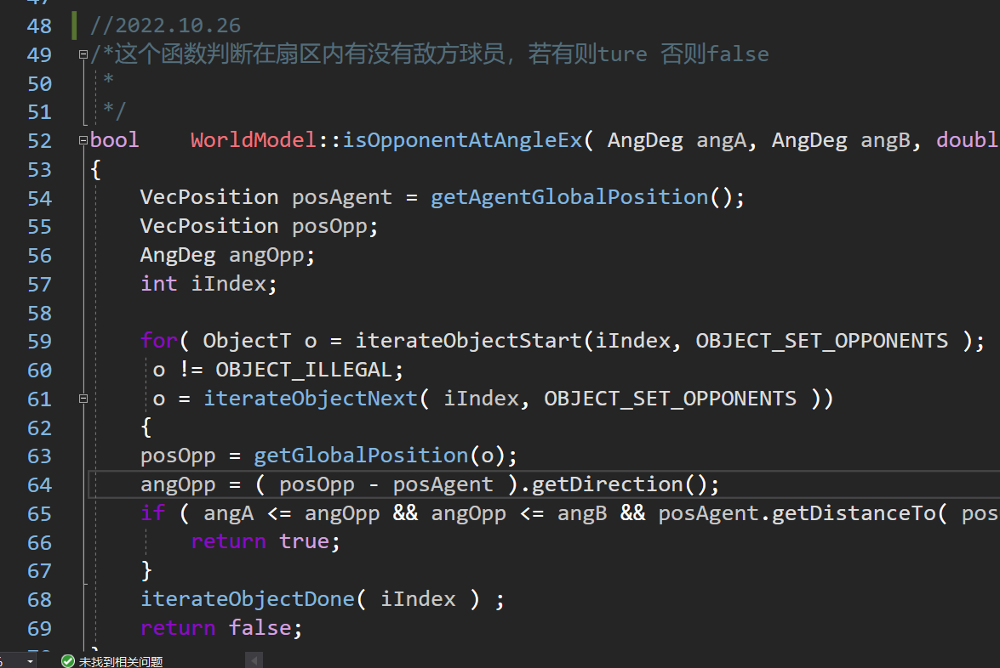 48 //2022.10.26
49 /*这个函数判断在扇区内有没有敌方球员，若有则ture 否则false
50 *
51 */
52 bool WorldModel::isOpponentAtAngleEx( AngDeg angA, AngDeg angB, doubl
53 {
54 VecPosition posAgent = getAgentGlobalPosition();
55 VecPosition posOpp;
56 AngDeg angOpp;
57 int iIndex;
58
59 for( ObjectT o = iterateObjectStart(iIndex, OBJECT_SET_OPPONENTS );
60 o != OBJECT_ILLEGAL;
61 o = iterateObjectNext( iIndex, OBJECT_SET_OPPONENTS ))
62 {
63 posOpp = getGlobalPosition(o);
64 angOpp = ( posOpp - posAgent ).getDirection();
65 if ( angA <= angOpp && angOpp <= angB && posAgent.getDistanceTo( pos
66 return true;
67 }
68 iterateObjectDone( iIndex ) ;
69 return false;
未找到相关问题